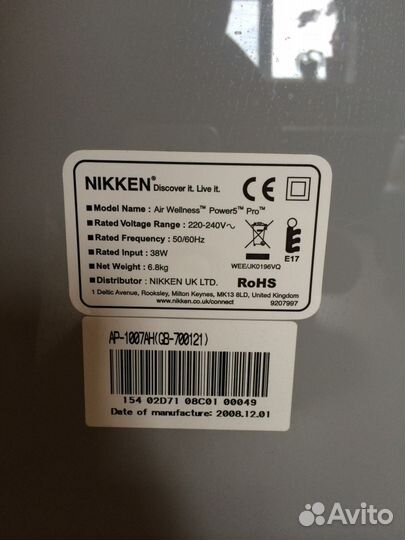 NIKKEN® Discover it. Live it. CE
■ Model Name : Air Wellness™ Power5™ Pro™
■ Rated Voltage Range : 220-240V~
■ Rated Frequency : 50/60Hz
■ Rated Input : 38W
E17
■ Net Weight : 6.8kg
WEE/JK0196VQ
■ Distributor : NIKKEN UK LTD. RoHS
1 Deltic Avenue, Rooksley, Milton Keynes, MK13 8LD, United Kingdom
www.nikken.co.uk/connect 9207997
AP-1007AH(GB-700121)
154 02D71 08C01 00049
Date of manufacture: 2008.12.01
Avito